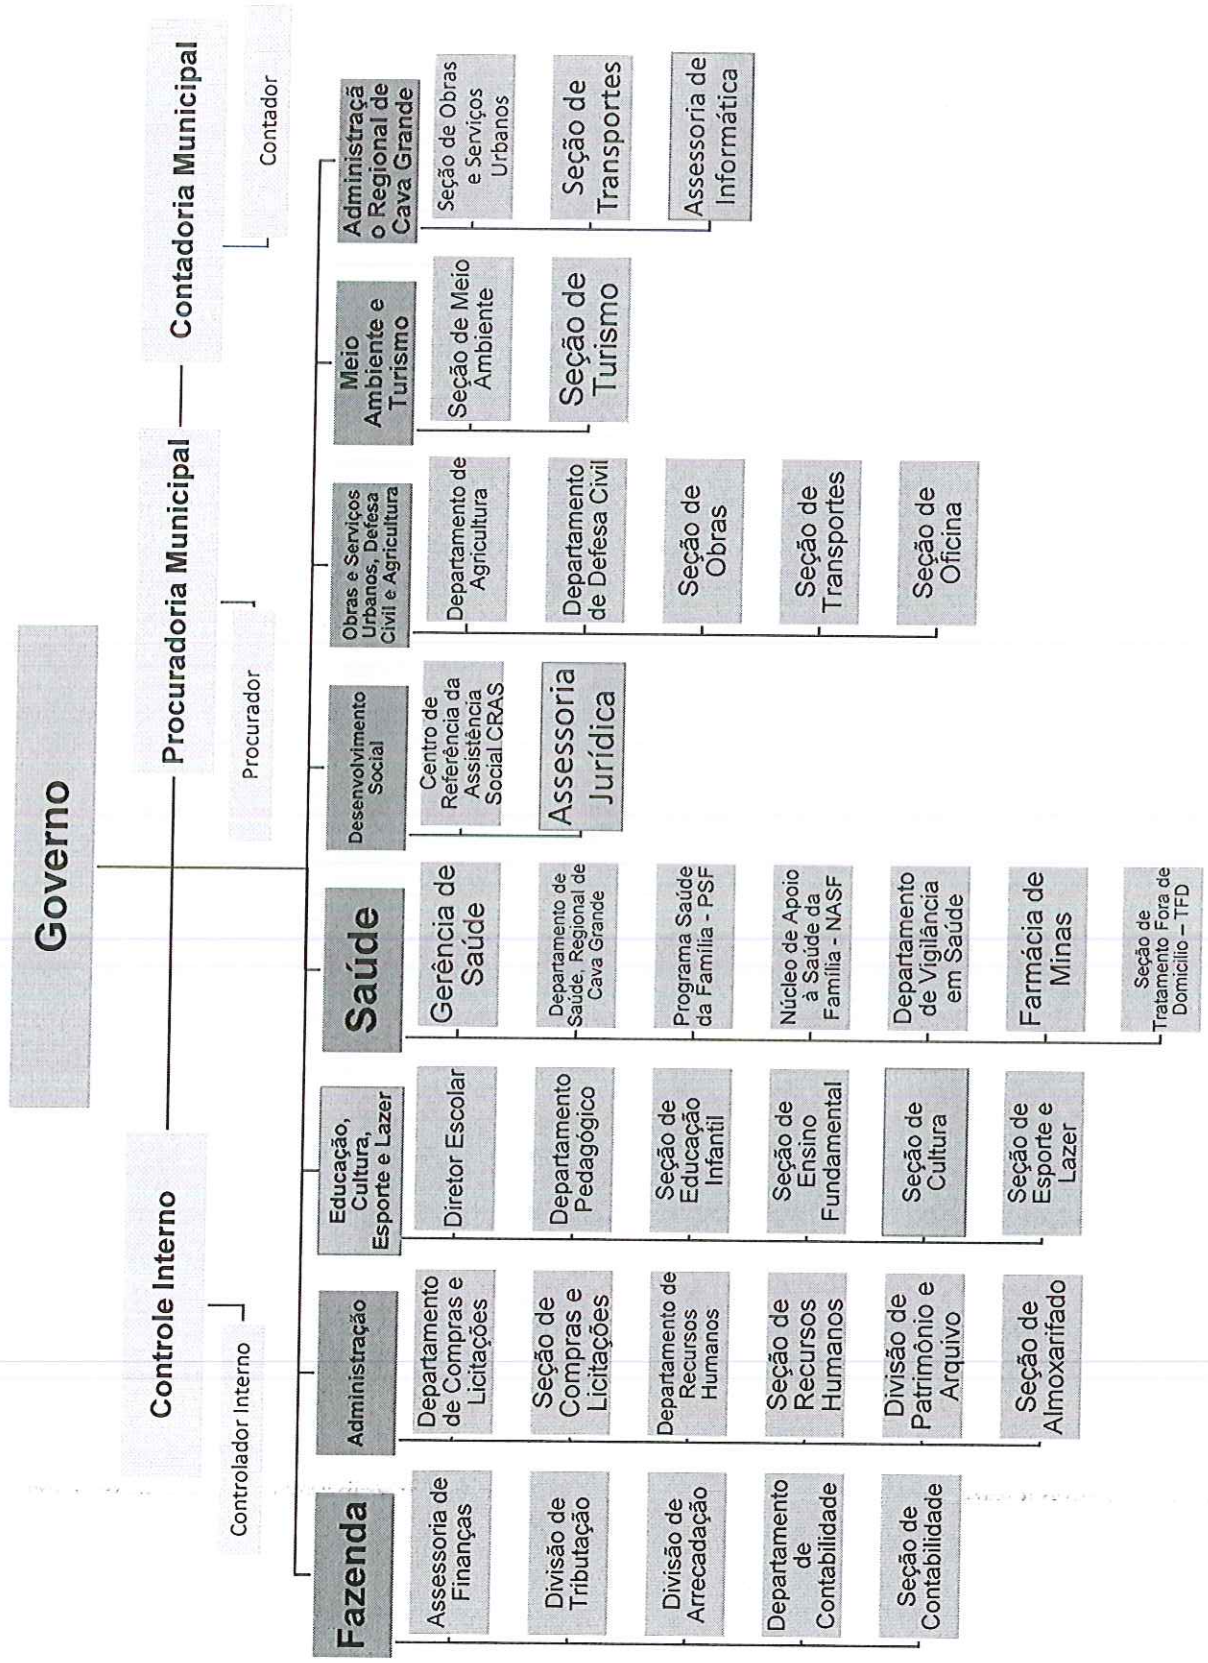 Governo
Controle Interno
Procuradoria Municipal
Contadoria Municipal
Controlador Interno
Procurador
Contador
Fazenda
Assessoria de
Finanças
Divisão de
Tributação
Divisão de
Arrecadação
Departamento
de
Contabilidade
Seção de
Contabilidade
Administração
Departamento
de Compras e
Licitações
Seção de
Compras e
Licitações
Departamento de
Recursos
Humanos
Seção de
Recursos
Humanos
Divisão de
Patrimônio e
Arquivo
Seção de
Almoxarifado
Educação,
Cultura,
Esporte e Lazer
Diretor Escolar
Departamento
Pedagógico
Seção de
Educação
Infantil
Seção de
Ensino
Fundamental
Seção de
Cultura
Seção de
Esporte e
Lazer
Saúde
Gerência de
Saúde
Departamento de
Saúde, Regional de
Cava Grande
Programa Saúde
da Família - PSF
Núcleo de Apoio
à Saúde da
Família - NASF
Departamento
de Vigilância
em Saúde
Farmácia de
Minas
Seção de
Tratamento Fora de
Domicílio – TFD
Desenvolvimento
Social
Centro de
Referência da
Assistência
Social CRAS
Assessoria
Jurídica
Obras e Serviços
Urbanos, Defesa
Civil e Agricultura
Departamento de
Agricultura
Departamento
de Defesa Civil
Seção de
Obras
Seção de
Transportes
Seção de
Oficina
Meio
Ambiente e
Turismo
Seção de Meio
Ambiente
Seção de
Turismo
Administraçã
o Regional de
Cava Grande
Seção de Obras
e Serviços
Urbanos
Seção de
Transportes
Assessoria de
Informática